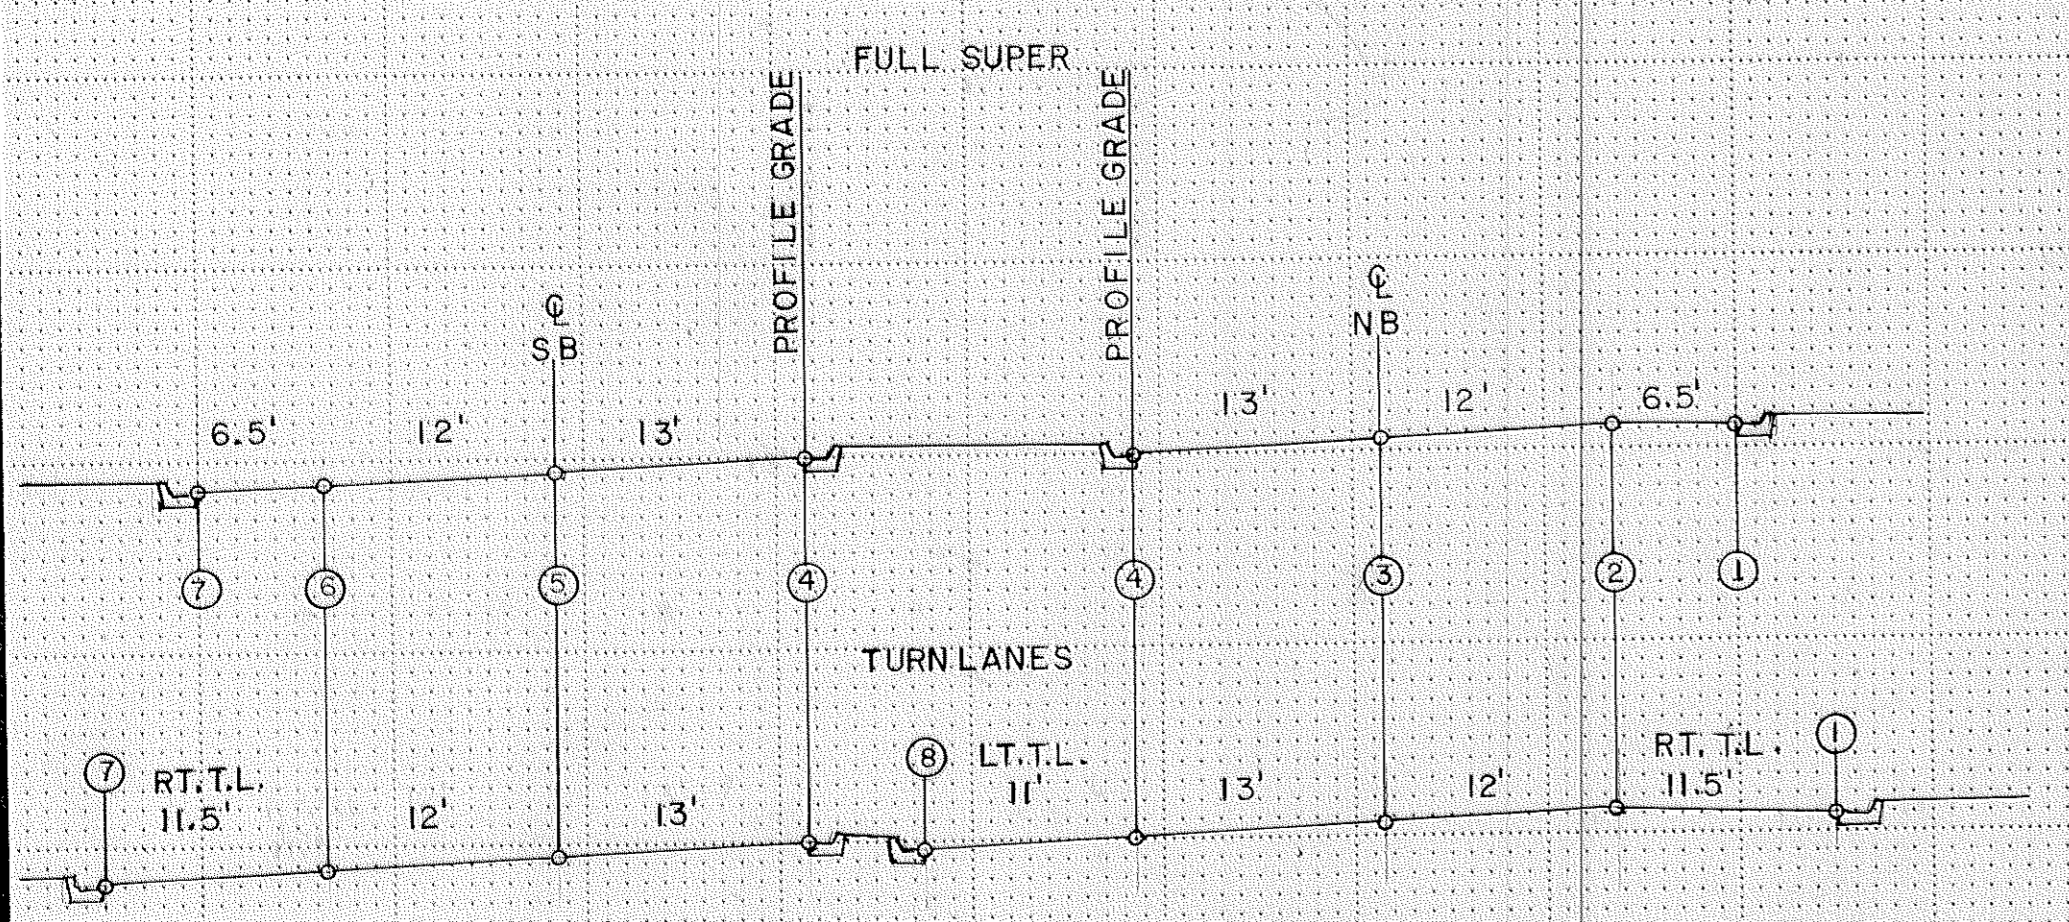 FULL SUPER
PROFILE GRADE
PROFILE GRADE
℄
SB
℄
NB
6.5'
12'
13'
13'
12'
6.5'
7
6
5
4
4
3
2
1
TURN LANES
7
RT. T.L.
11.5'
12'
13'
8
LT. T.L.
11'
13'
12'
RT. T.L.
11.5'
1